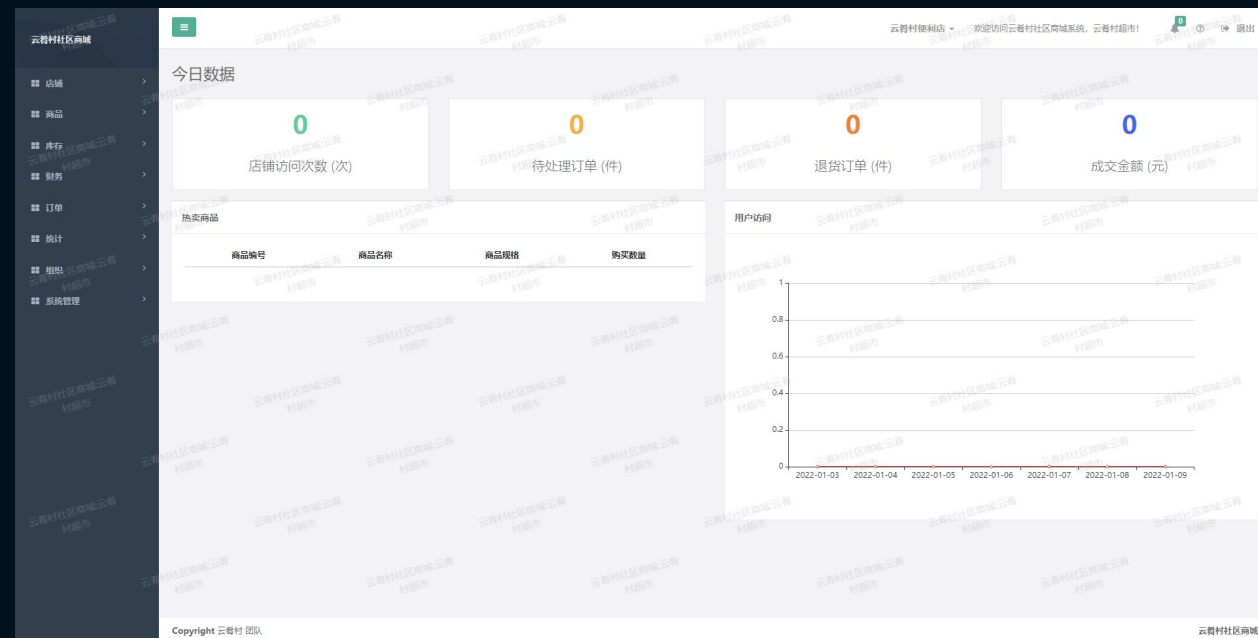 云肴村社区商城
店铺
商品
库存
财务
订单
统计
组织
系统管理
云肴村便利店 欢迎访问云肴村社区商城系统,云肴村超市! 0 退出
今日数据
0 0 0 0
店铺访问次数 (次) 待处理订单 (件) 退货订单 (件) 成交金额 (元)
热卖商品
商品编号 商品名称 商品规格 购买数量
用户访问
1
0.8
0.6
0.4
0.2
0
2022-01-03 2022-01-04 2022-01-05 2022-01-06 2022-01-07 2022-01-08 2022-01-09
Copyright 云肴村 团队 云肴村社区商城